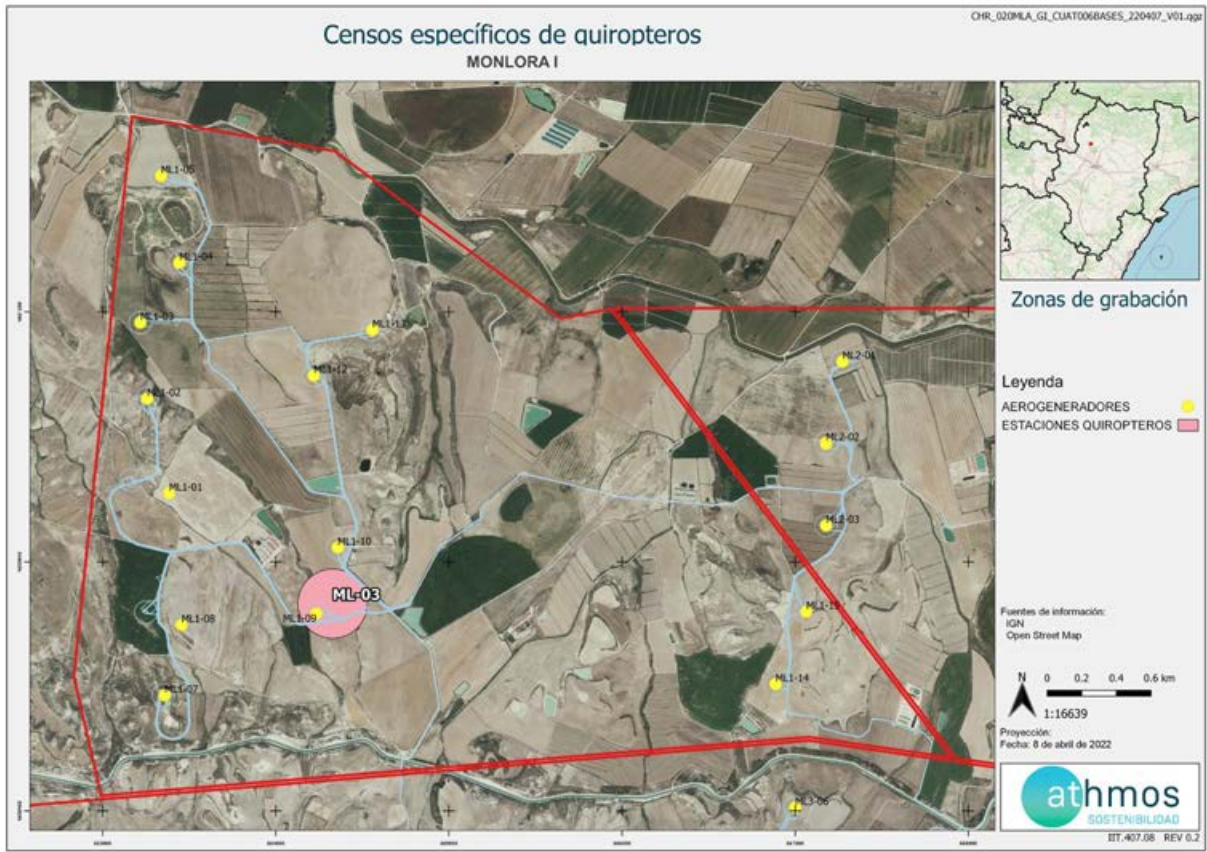 CHR_020MLA_GI_CUAT006BASES_220407_V01.qgz
Censos específicos de quiropteros
MONLORA I
ML1-05
ML1-04
ML1-03
ML1-12
ML1-02
ML2-01
ML2-02
ML1-01
ML2-03
ML1-10
ML-03
ML1-09
ML1-08
ML1-07
ML1-14
ML3-06
Zonas de grabación
Leyenda
AEROGENERADORES
ESTACIONES QUIROPTEROS
Fuentes de información:
IGN
Open Street Map
N
0 0.2 0.4 0.6 km
1:16639
Proyección:
Fecha: 8 de abril de 2022
athmos
SOSTENIBILIDAD
IIT.407.08 REV 0.2